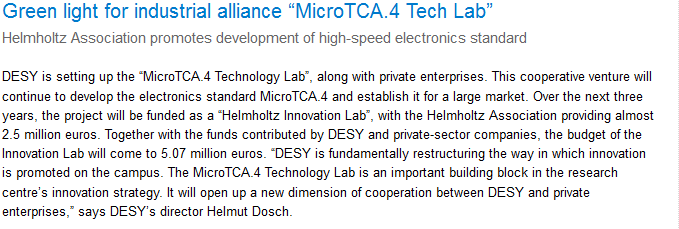 Green light for industrial alliance “MicroTCA.4 Tech Lab”
Helmholtz Association promotes development of high-speed electronics standard
DESY is setting up the “MicroTCA.4 Technology Lab”, along with private enterprises. This cooperative venture will
continue to develop the electronics standard MicroTCA.4 and establish it for a large market. Over the next three
years, the project will be funded as a “Helmholtz Innovation Lab”, with the Helmholtz Association providing almost
2.5 million euros. Together with the funds contributed by DESY and private-sector companies, the budget of the
Innovation Lab will come to 5.07 million euros. “DESY is fundamentally restructuring the way in which innovation
is promoted on the campus. The MicroTCA.4 Technology Lab is an important building block in the research
centre’s innovation strategy. It will open up a new dimension of cooperation between DESY and private
enterprises,” says DESY’s director Helmut Dosch.